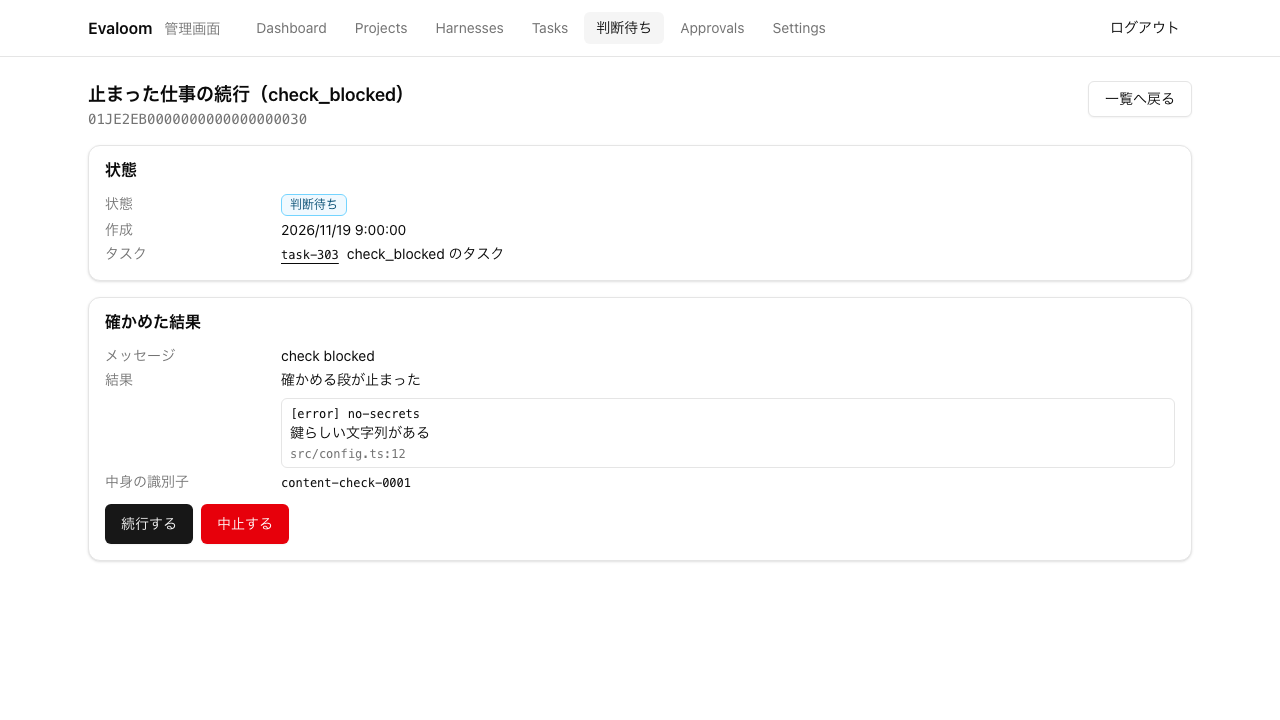 Evaloom 管理画面 Dashboard Projects Harnesses Tasks 判断待ち Approvals Settings ログアウト
止まった仕事の続行（check_blocked）
01JE2EB0000000000000000030
一覧へ戻る
状態
状態 判断待ち
作成 2026/11/19 9:00:00
タスク task-303 check_blocked のタスク
確かめた結果
メッセージ check blocked
結果 確かめる段が止まった
[error] no-secrets
鍵らしい文字列がある
src/config.ts:12
中身の識別子 content-check-0001
続行する 中止する